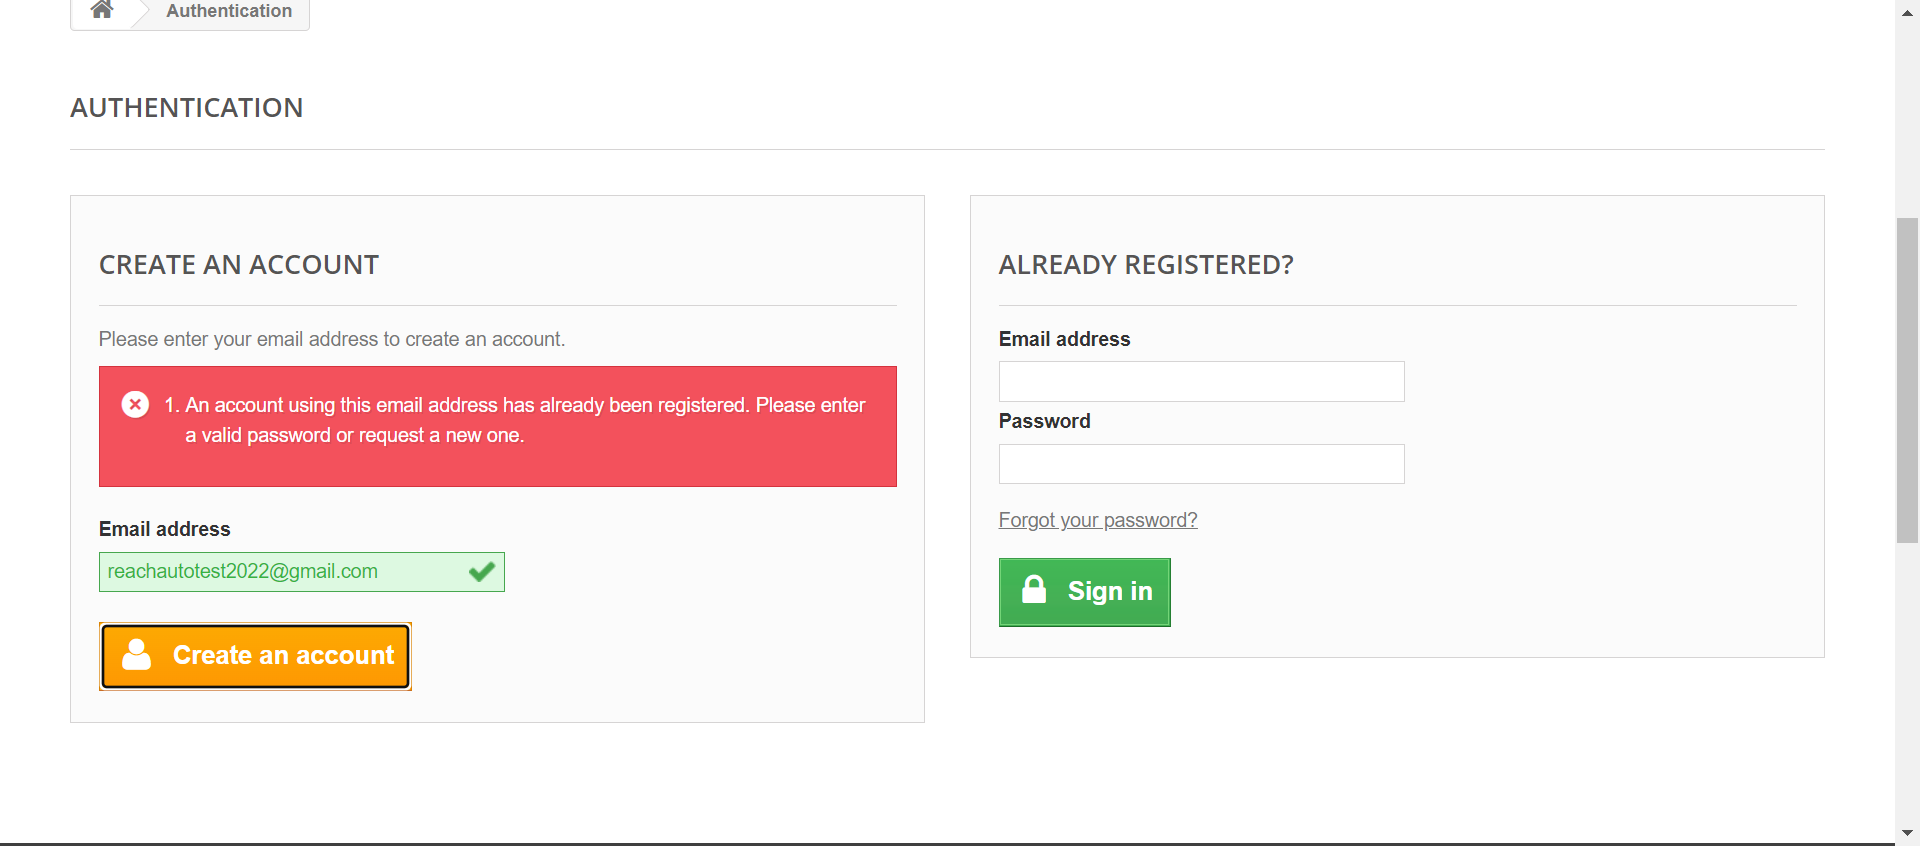 Authentication
AUTHENTICATION
CREATE AN ACCOUNT
Please enter your email address to create an account.
1. An account using this email address has already been registered. Please enter
a valid password or request a new one.
Email address
reachautotest2022@gmail.com
Create an account
ALREADY REGISTERED?
Email address
Password
Forgot your password?
Sign in